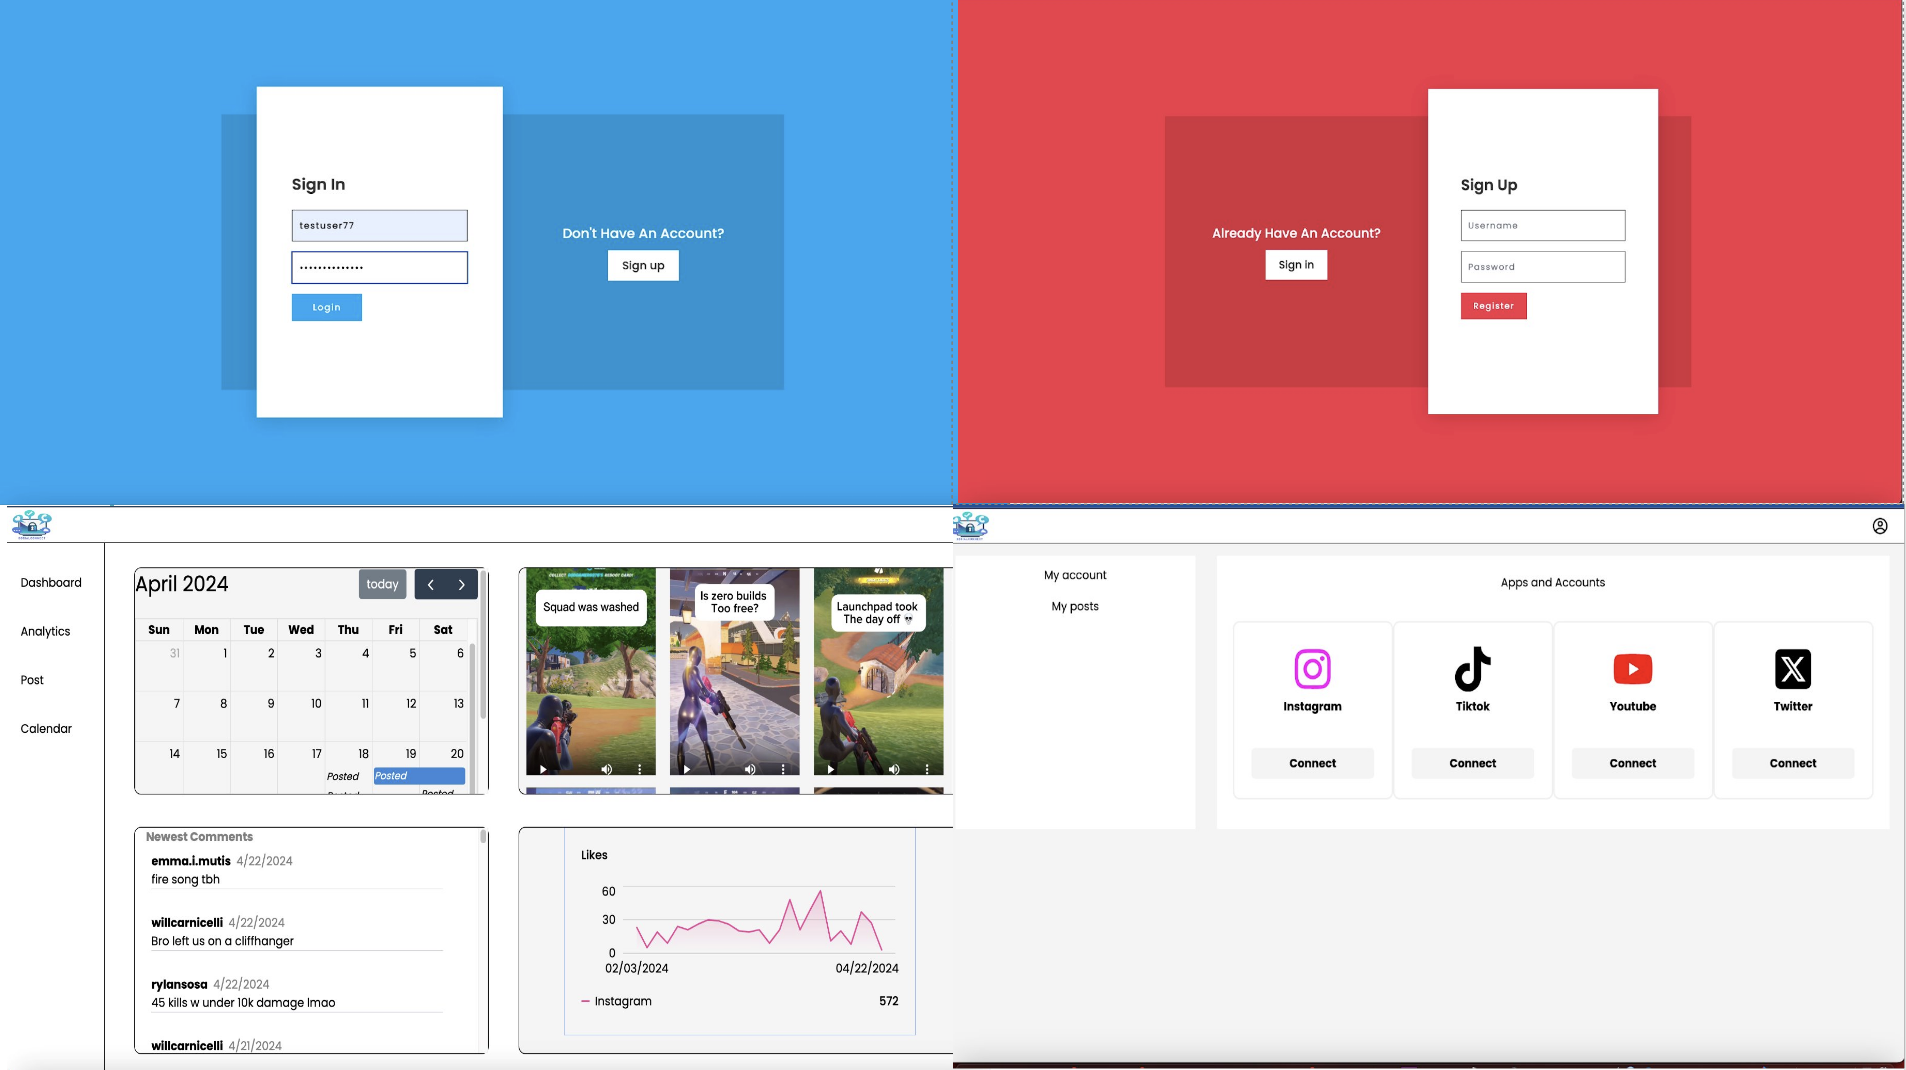 Sign In
testuser77
Login
Don't Have An Account?
Sign up
Already Have An Account?
Sign in
Sign Up
Username
Password
Register
Dashboard
Analytics
Post
Calendar
April 2024
today
Sun Mon Tue Wed Thu Fri Sat
31 1 2 3 4 5 6
7 8 9 10 11 12 13
14 15 16 17 18 19 20
Posted Posted
Posted Posted
Squad was washed
Is zero builds
Too free?
Launchpad took
The day off 💀
Newest Comments
emma.i.mutis 4/22/2024
fire song tbh
willcarnicelli 4/22/2024
Bro left us on a cliffhanger
rylansosa 4/22/2024
45 kills w under 10k damage lmao
willcarnicelli 4/21/2024
Likes
60
30
0
02/03/2024 04/22/2024
Instagram 572
My account
My posts
Apps and Accounts
Instagram
Connect
Tiktok
Connect
Youtube
Connect
Twitter
Connect